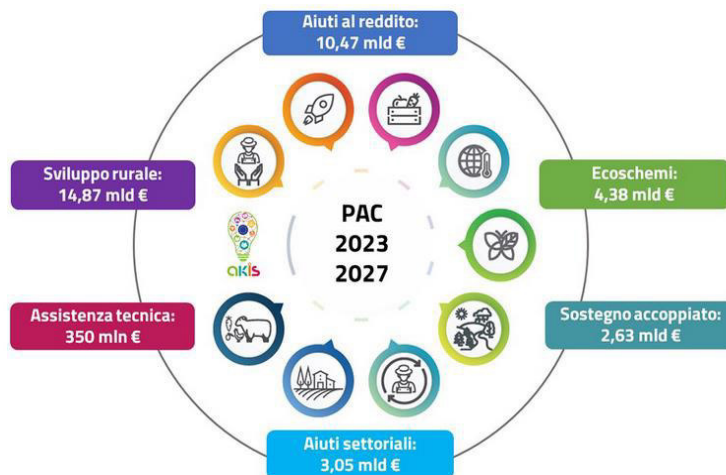 Aiuti al reddito:
10,47 mld €
Sviluppo rurale:
14,87 mld €
Ecoschemi:
4,38 mld €
PAC
2023
2027
akis
Assistenza tecnica:
350 mln €
Sostegno accoppiato:
2,63 mld €
Aiuti settoriali:
3,05 mld €